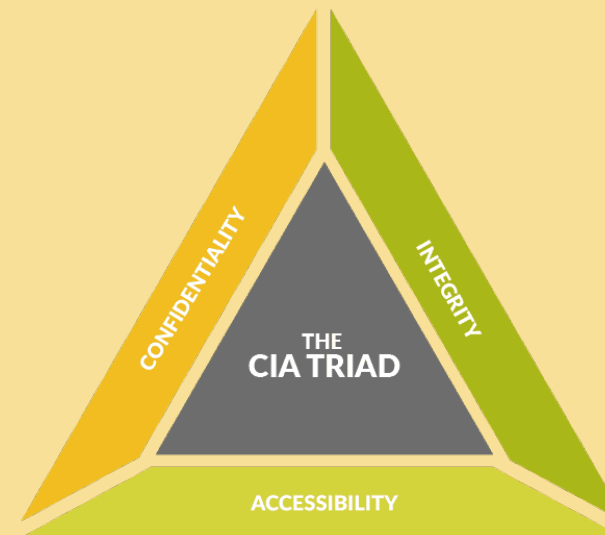 CONFIDENTIALITY
INTEGRITY
THE
CIA TRIAD
ACCESSIBILITY